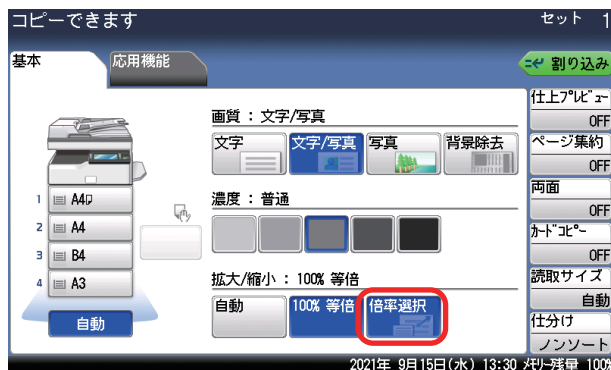 コピーできます
セット 1
基本
応用機能
割り込み
画質 : 文字/写真
文字
文字/写真
写真
背景除去
濃度 : 普通
拡大/縮小 : 100% 等倍
自動
100% 等倍
倍率選択
1 A4
2 A4
3 B4
4 A3
自動
仕上ﾌﾟﾚﾋﾞｭｰ
OFF
ページ集約
OFF
両面
OFF
ｶｰﾄﾞｺﾋﾟｰ
OFF
読取サイズ
自動
仕分け
ノンソート
2021年 9月15日(水) 13:30 ﾒﾓﾘｰ残量 100%